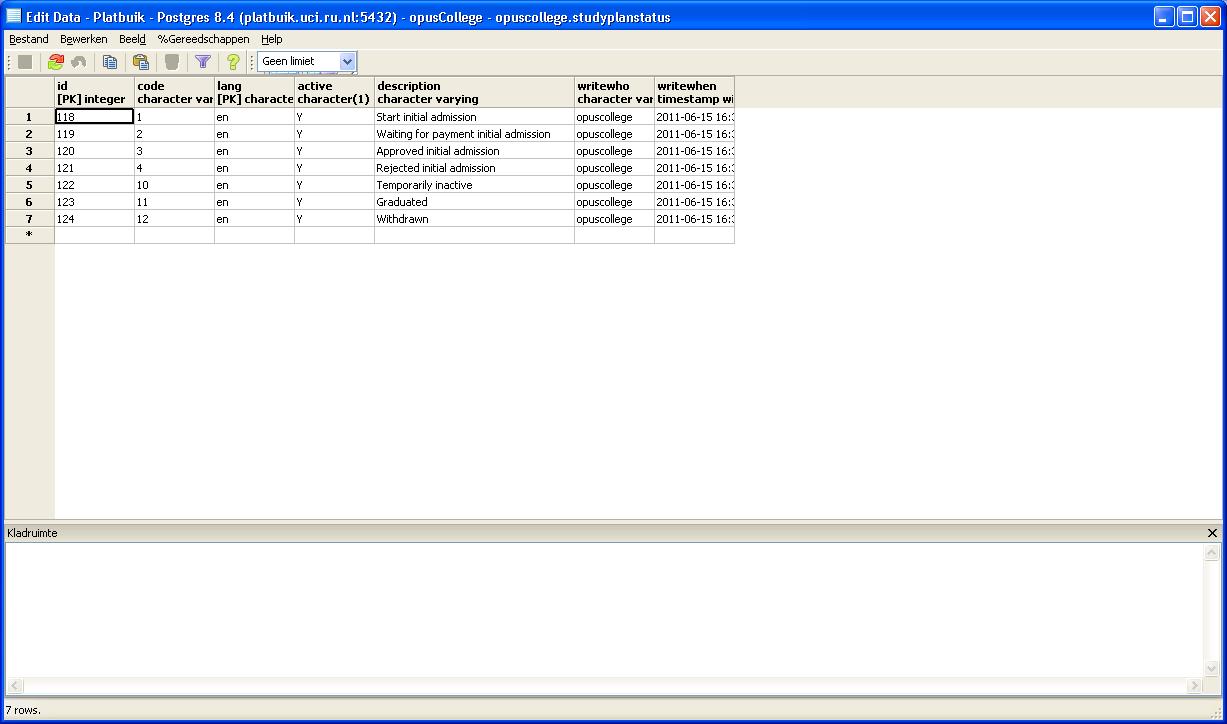 Edit Data - Platbuik - Postgres 8.4 (platbuik.uci.ru.nl:5432) - opusCollege - opuscollege.studyplanstatus
Bestand Bewerken Beeld %Gereedschappen Help
Geen limiet
id code lang active description writewho writewhen
[PK] integer character var [PK] characte character(1) character varying character var timestamp wi
1 118 1 en Y Start initial admission opuscollege 2011-06-15 16:3
2 119 2 en Y Waiting for payment initial admission opuscollege 2011-06-15 16:3
3 120 3 en Y Approved initial admission opuscollege 2011-06-15 16:3
4 121 4 en Y Rejected initial admission opuscollege 2011-06-15 16:3
5 122 10 en Y Temporarily inactive opuscollege 2011-06-15 16:3
6 123 11 en Y Graduated opuscollege 2011-06-15 16:3
7 124 12 en Y Withdrawn opuscollege 2011-06-15 16:3
*
Kladruimte
7 rows.